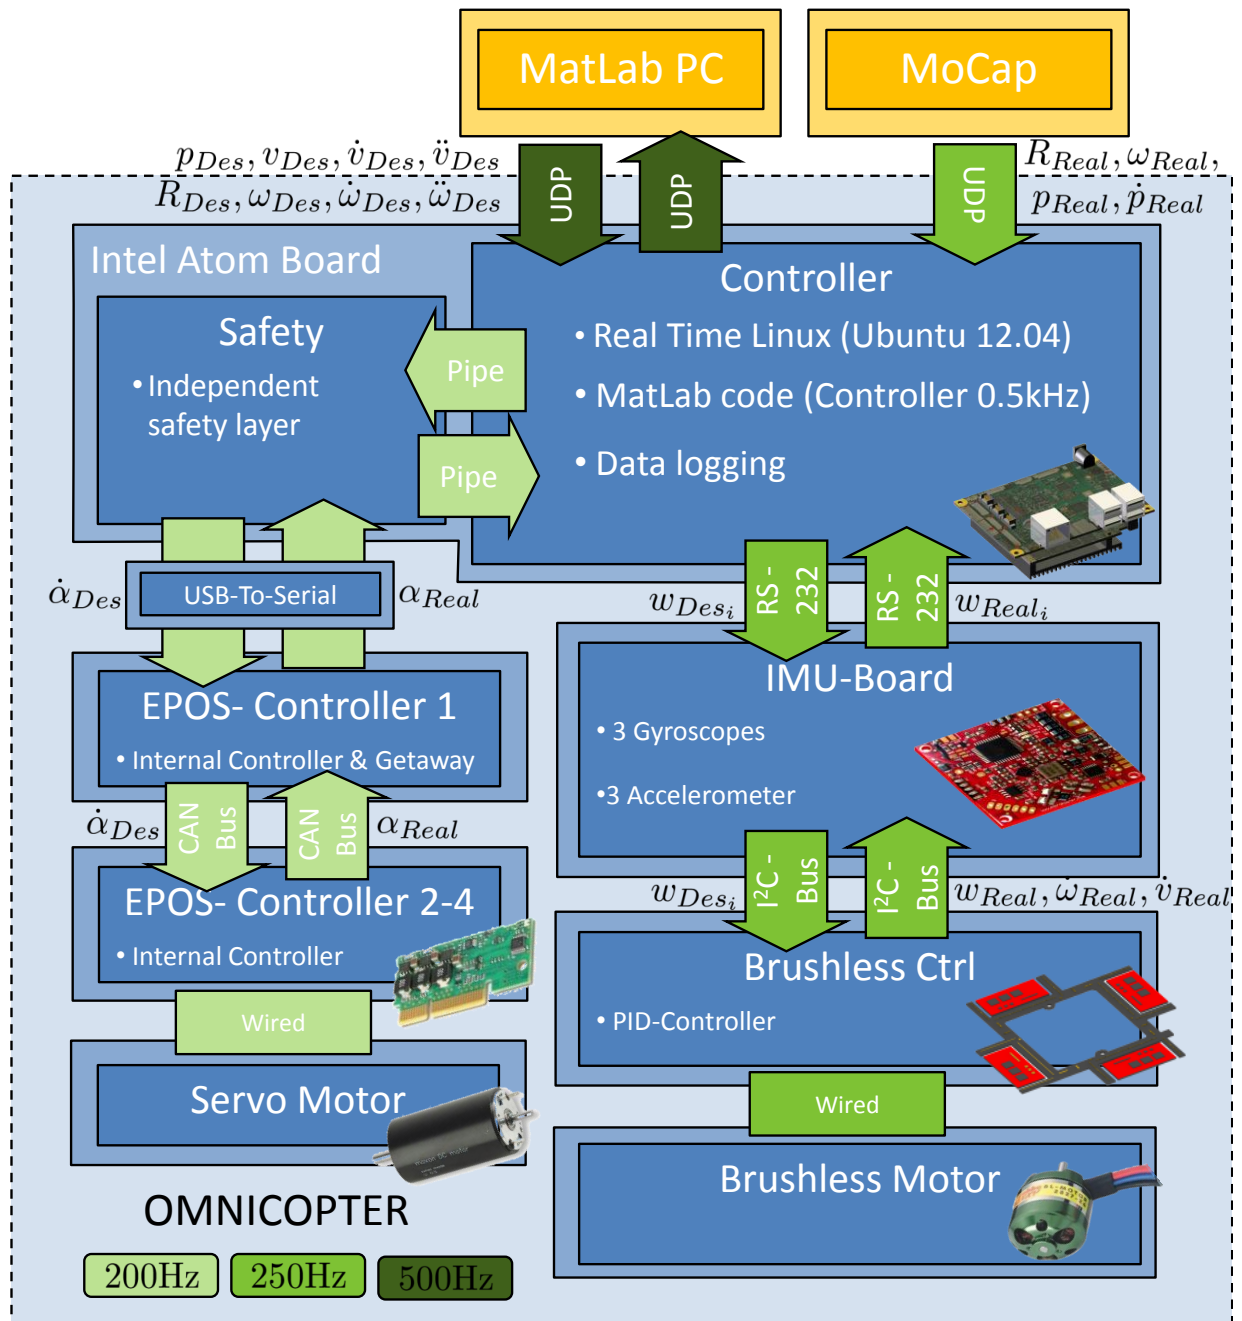 MatLab PC
MoCap
p_Des, v_Des, v̇_Des, v̈_Des
R_Des, ω_Des, ω̇_Des, ω̈_Des
UDP
UDP
UDP
R_Real, ω_Real,
p_Real, ṗ_Real
Intel Atom Board
Controller
• Real Time Linux (Ubuntu 12.04)
• MatLab code (Controller 0.5kHz)
• Data logging
Safety
• Independent
safety layer
Pipe
Pipe
α̇_Des
USB-To-Serial
α_Real
w_Des_i
RS -
232
RS -
232
w_Real_i
EPOS- Controller 1
• Internal Controller & Getaway
IMU-Board
• 3 Gyroscopes
•3 Accelerometer
α̇_Des
CAN
Bus
CAN
Bus
α_Real
w_Des_i
I²C -
Bus
I²C -
Bus
w_Real, ω̇_Real, v̇_Real
EPOS- Controller 2-4
• Internal Controller
Brushless Ctrl
• PID-Controller
Wired
Wired
Servo Motor
maxon DC motor
Brushless Motor
OMNICOPTER
200Hz
250Hz
500Hz